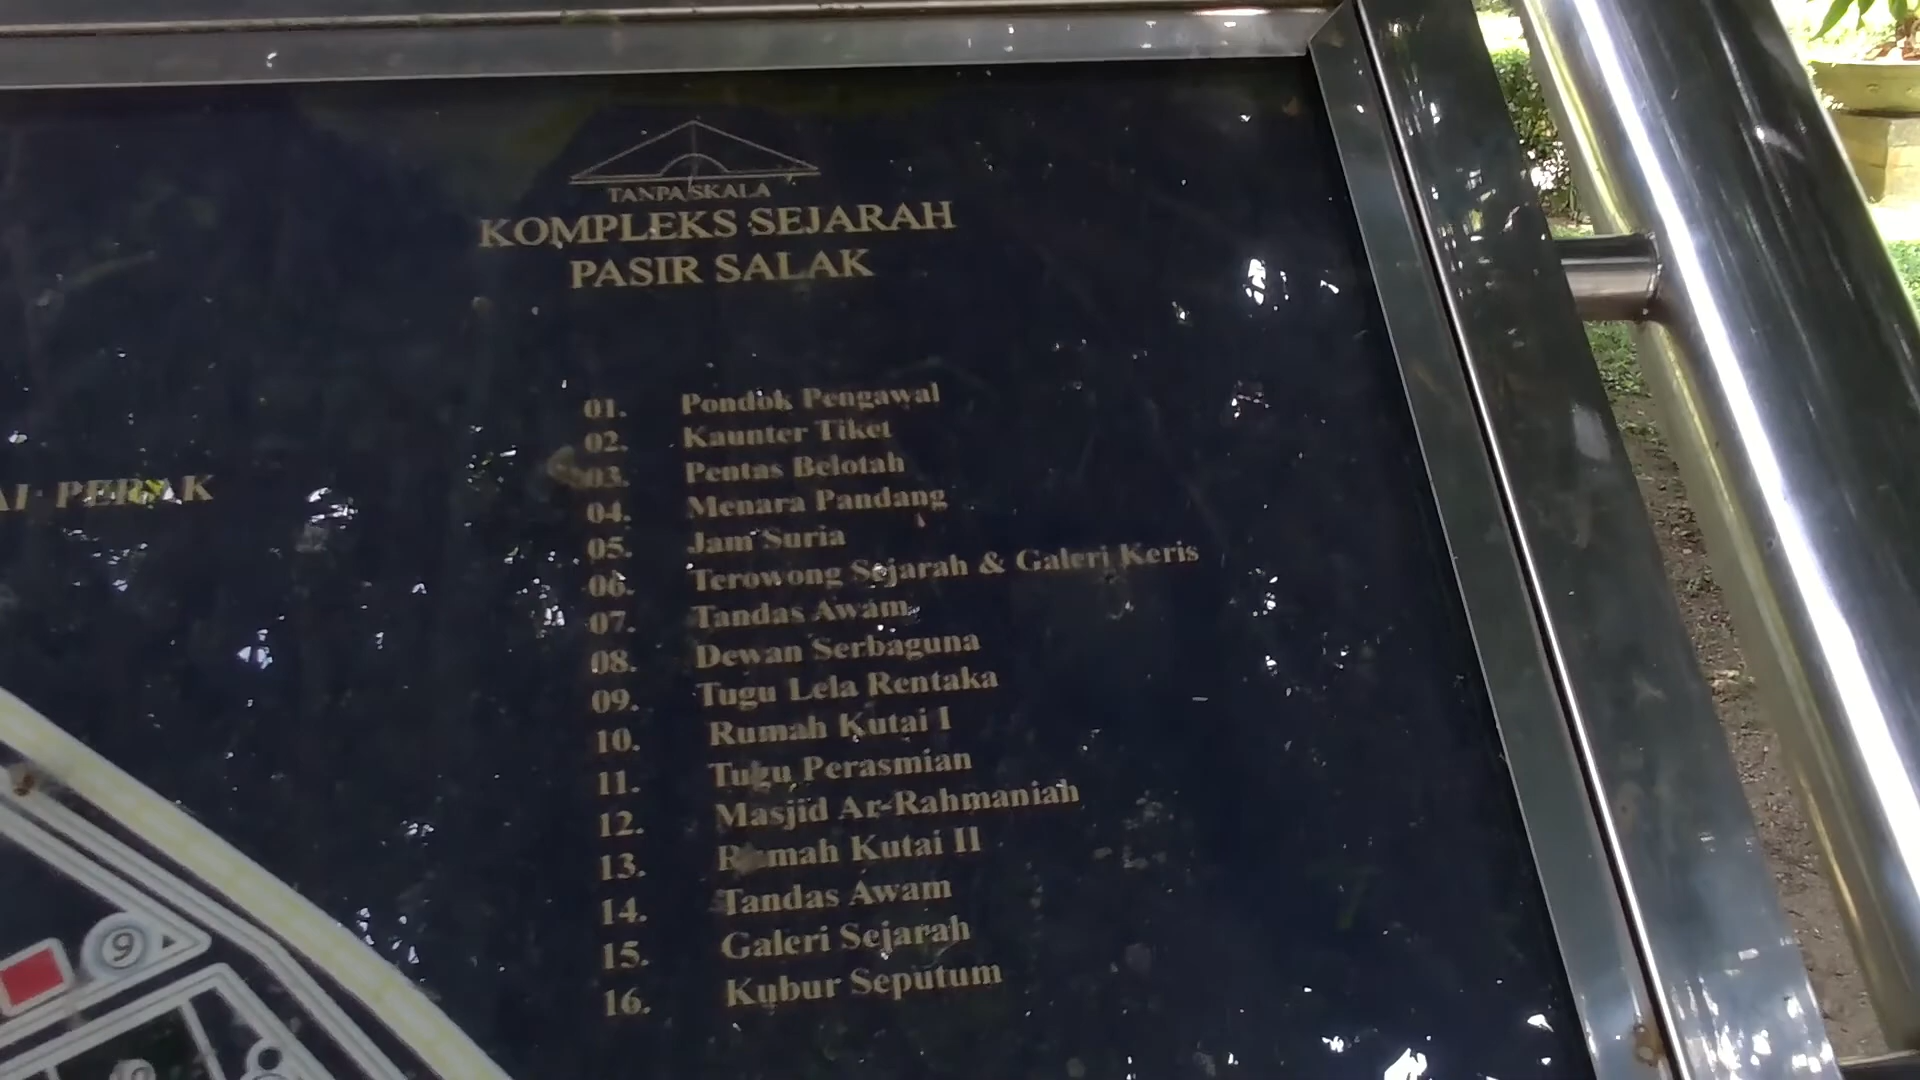 TANPA SKALA
KOMPLEKS SEJARAH
PASIR SALAK
01. Pondok Pengawal
02. Kaunter Tiket
03. Pentas Belotah
04. Menara Pandang
05. Jam Suria
06. Terowong Sejarah & Galeri Keris
07. Tandas Awam
08. Dewan Serbaguna
09. Tugu Lela Rentaka
10. Rumah Kutai I
11. Tugu Perasmian
12. Masjid Ar-Rahmaniah
13. Rumah Kutai II
14. Tandas Awam
15. Galeri Sejarah
16. Kubur Seputum
PERAK
9